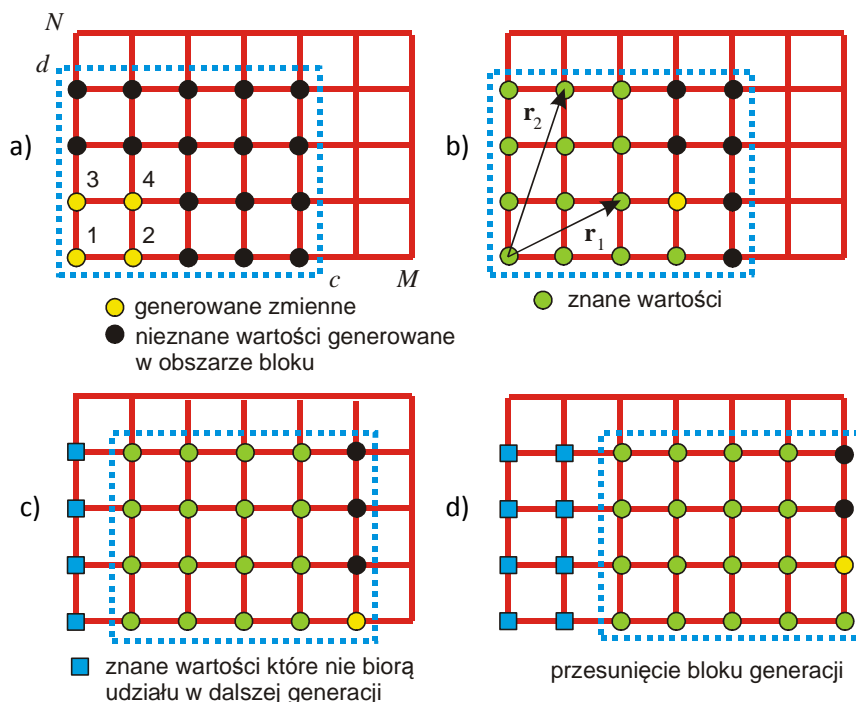 N
d
a)
3 4
1 2
c M
generowane zmienne
nieznane wartości generowane
w obszarze bloku
b)
r2
r1
znane wartości
c)
znane wartości które nie biorą
udziału w dalszej generacji
d)
przesunięcie bloku generacji